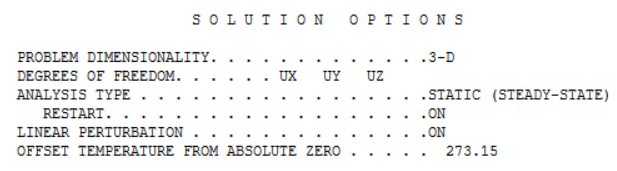 S O L U T I O N   O P T I O N S
PROBLEM DIMENSIONALITY. . . . . . . . . . . . .3-D
DEGREES OF FREEDOM. . . . . . UX   UY   UZ
ANALYSIS TYPE . . . . . . . . . . . . . . . . .STATIC (STEADY-STATE)
RESTART. . . . . . . . . . . . . . . . . . .ON
LINEAR PERTURBATION . . . . . . . . . . . . . .ON
OFFSET TEMPERATURE FROM ABSOLUTE ZERO . . . . .  273.15